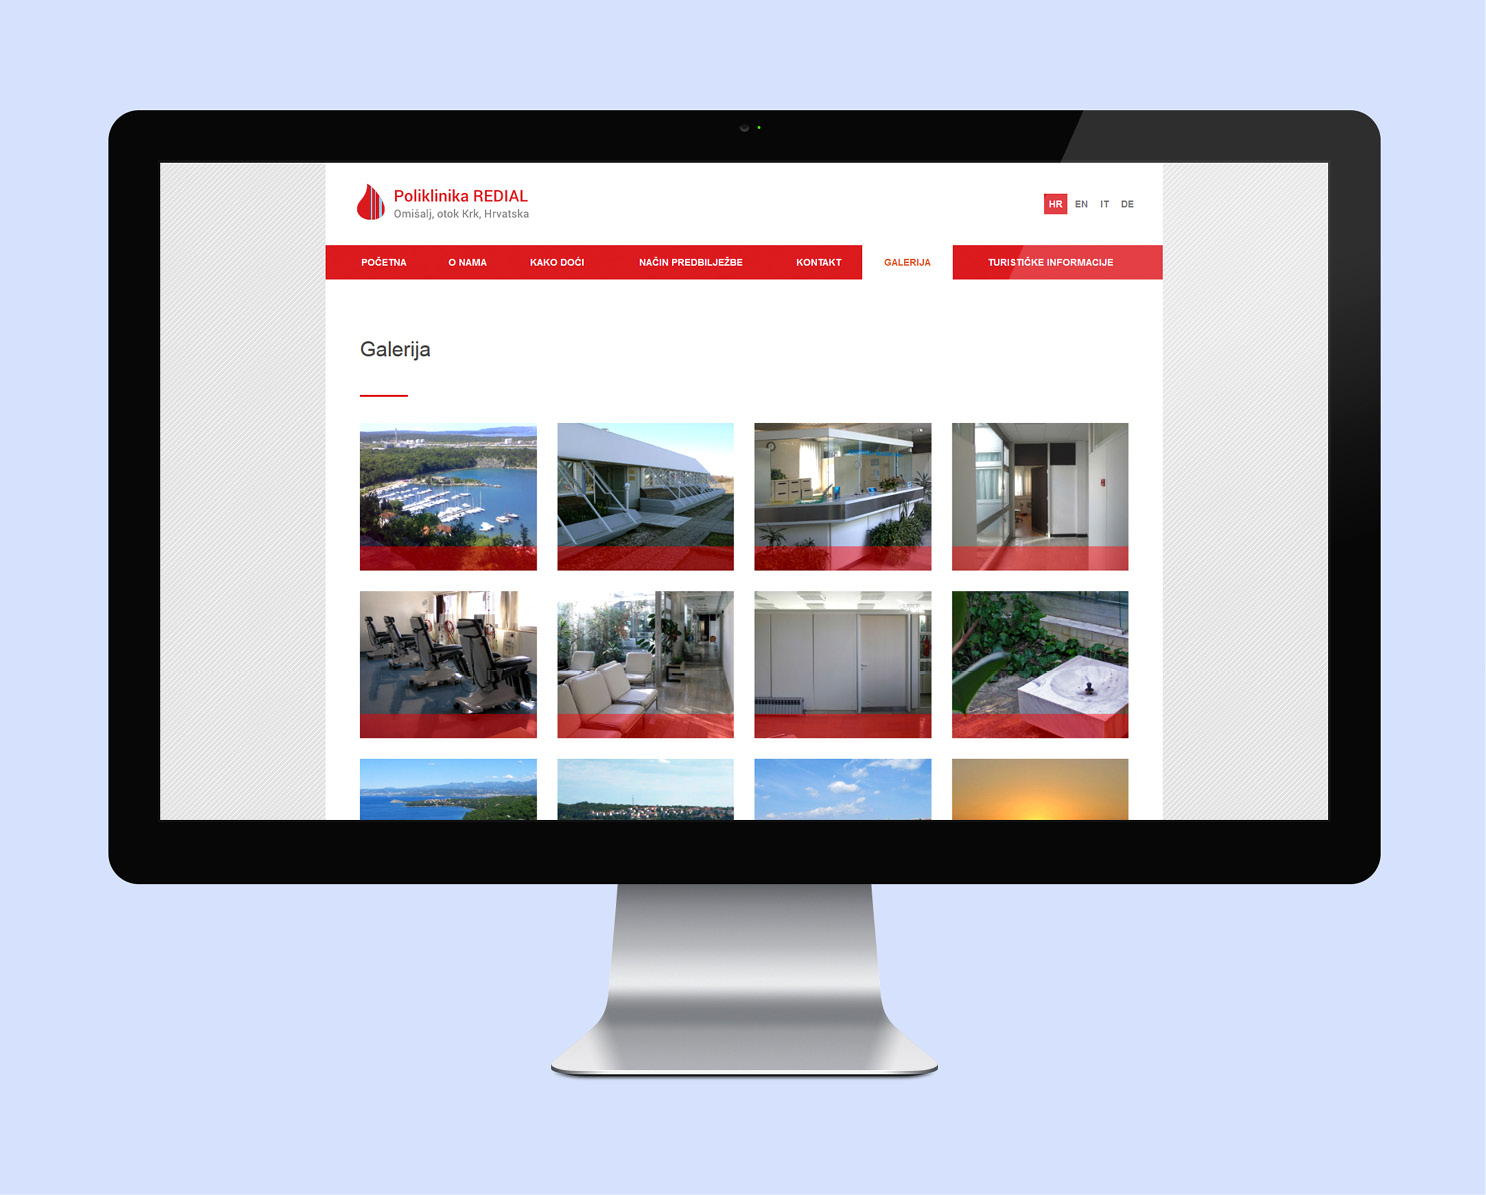 Poliklinika REDIAL
Omišalj, otok Krk, Hrvatska
HR EN IT DE
POČETNA O NAMA KAKO DOĆI NAČIN PREDBILJEŽBE KONTAKT GALERIJA TURISTIČKE INFORMACIJE
Galerija